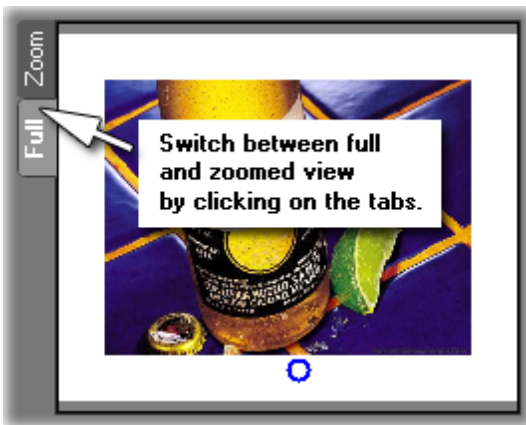 Zoom
Full
Switch between full
and zoomed view
by clicking on the tabs.